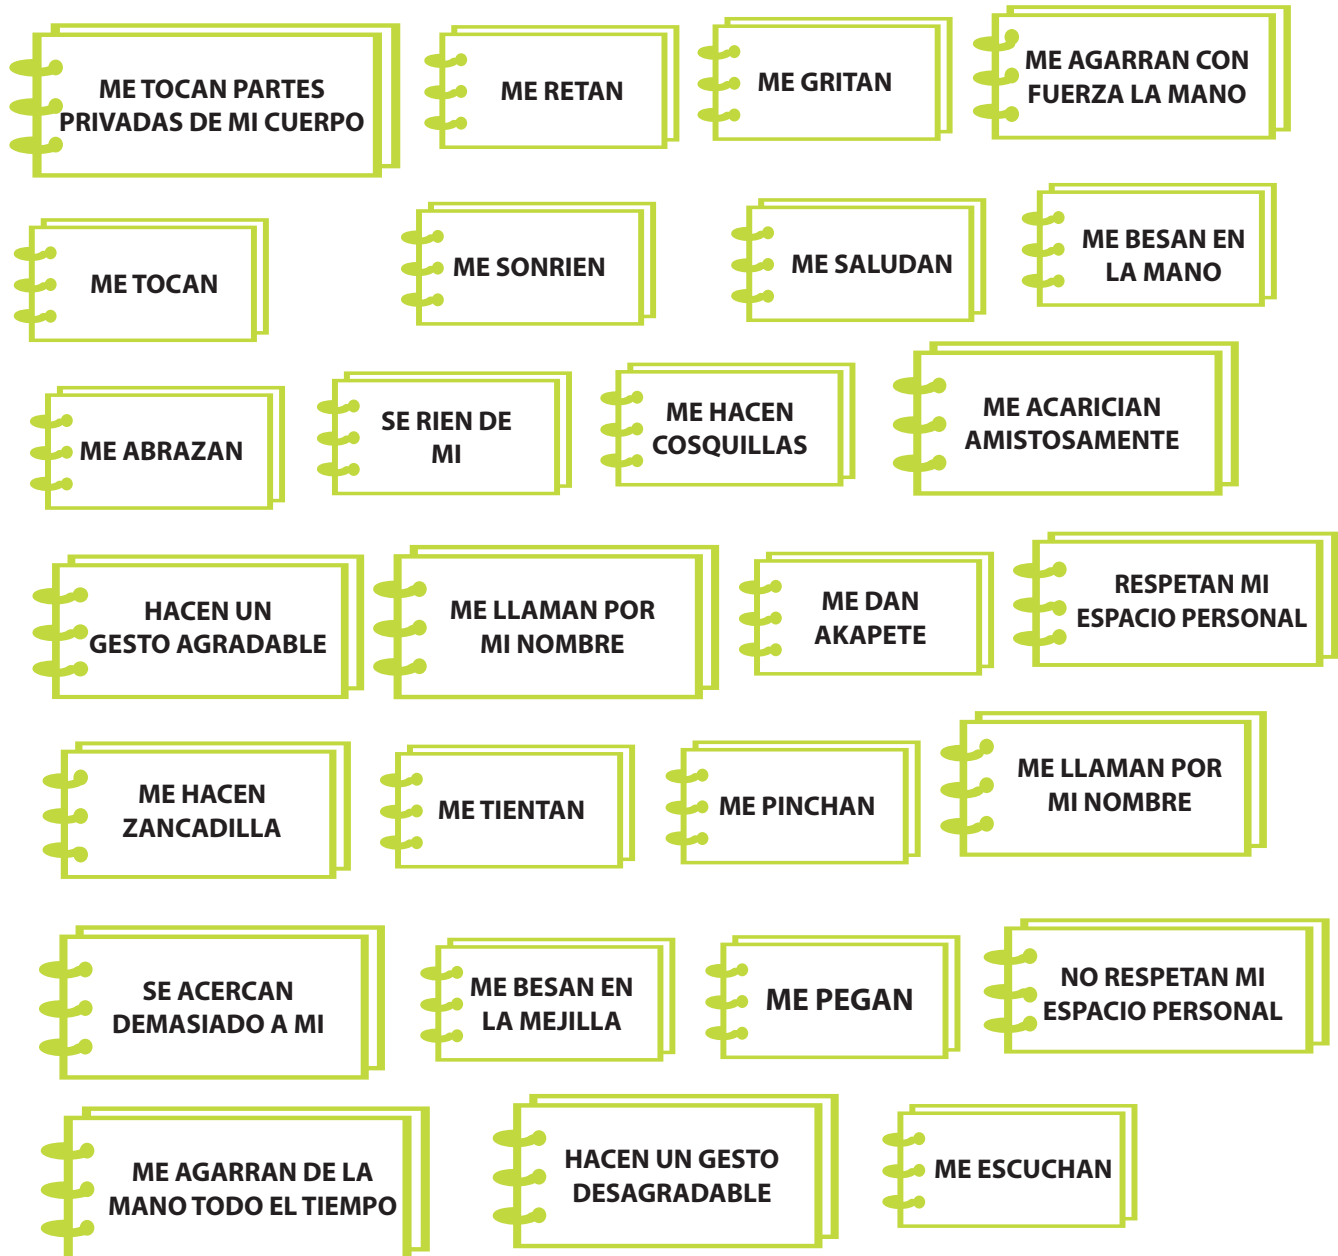 ME TOCAN PARTES
PRIVADAS DE MI CUERPO
ME RETAN
ME GRITAN
ME AGARRAN CON
FUERZA LA MANO
ME TOCAN
ME SONRIEN
ME SALUDAN
ME BESAN EN
LA MANO
ME ABRAZAN
SE RIEN DE
MI
ME HACEN
COSQUILLAS
ME ACARICIAN
AMISTOSAMENTE
HACEN UN
GESTO AGRADABLE
ME LLAMAN POR
MI NOMBRE
ME DAN
AKAPETE
RESPETAN MI
ESPACIO PERSONAL
ME HACEN
ZANCADILLA
ME TIENTAN
ME PINCHAN
ME LLAMAN POR
MI NOMBRE
SE ACERCAN
DEMASIADO A MI
ME BESAN EN
LA MEJILLA
ME PEGAN
NO RESPETAN MI
ESPACIO PERSONAL
ME AGARRAN DE LA
MANO TODO EL TIEMPO
HACEN UN GESTO
DESAGRADABLE
ME ESCUCHAN